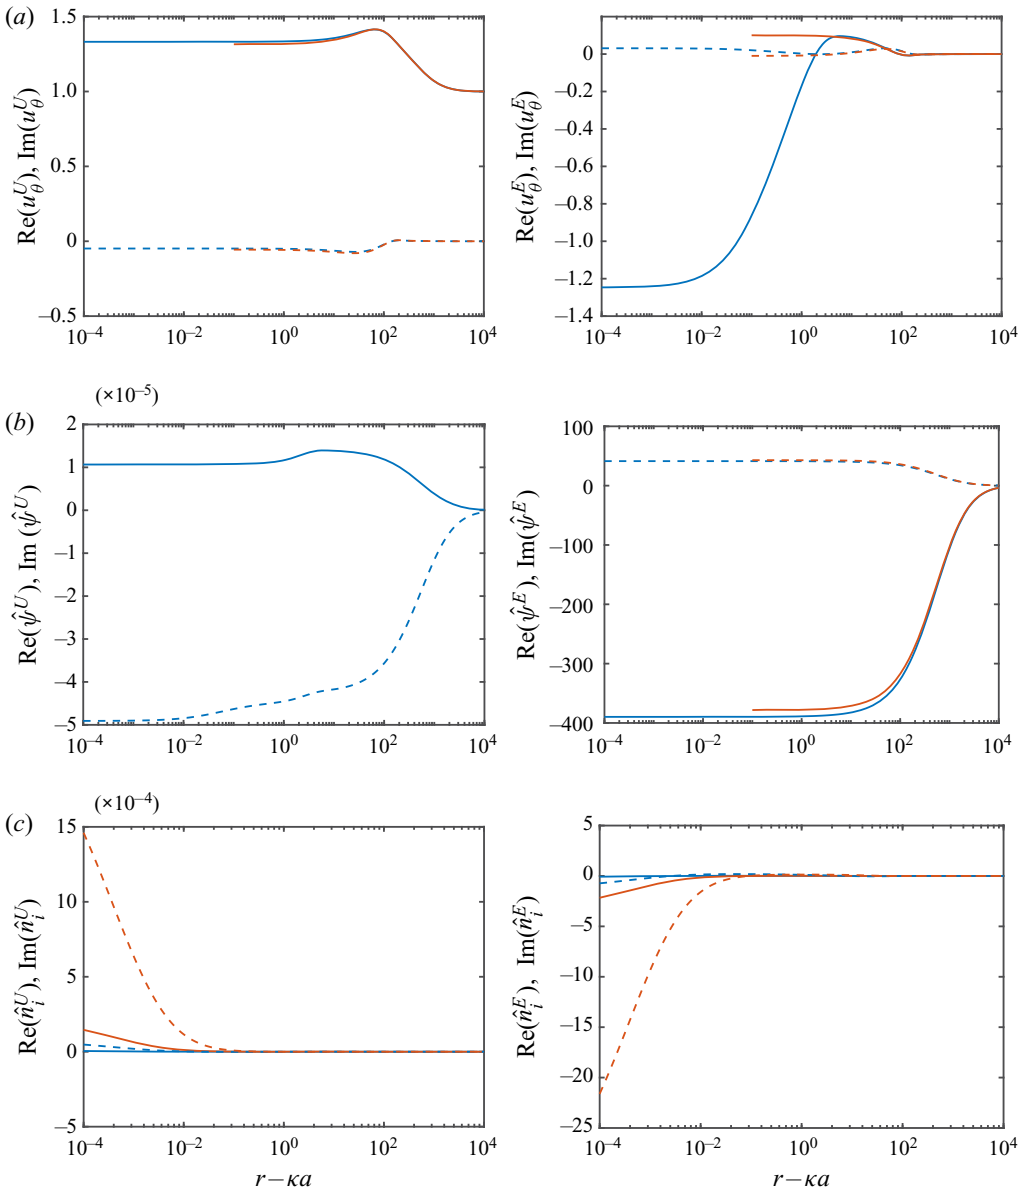 (a)
1.5
1.0
1.5
0
–0.5
Re(u_θ^U), Im(u_θ^U)
10^–4 10^–2 10^0 10^2 10^4
0
–0.2
–0.4
–0.6
–0.8
–1.0
–1.2
–1.4
Re(u_θ^E), Im(u_θ^E)
10^–4 10^–2 10^0 10^2 10^4
(×10^–5)
(b)
2
1
–1
–2
–3
–4
–5
Re(ψ̂^U), Im (ψ̂^U)
10^–4 10^–2 10^0 10^2 10^4
100
0
–100
–200
–300
–400
Re(ψ̂^E), Im(ψ̂^E)
10^–4 10^–2 10^0 10^2 10^4
(×10^–4)
(c)
15
10
5
0
–5
Re(n̂_i^U), Im(n̂_i^U)
10^–4 10^–2 10^0 10^2 10^4
r – κa
5
0
–5
–10
–15
–20
–25
Re(n̂_i^E), Im(n̂_i^E)
10^–4 10^–2 10^0 10^2 10^4
r – κa